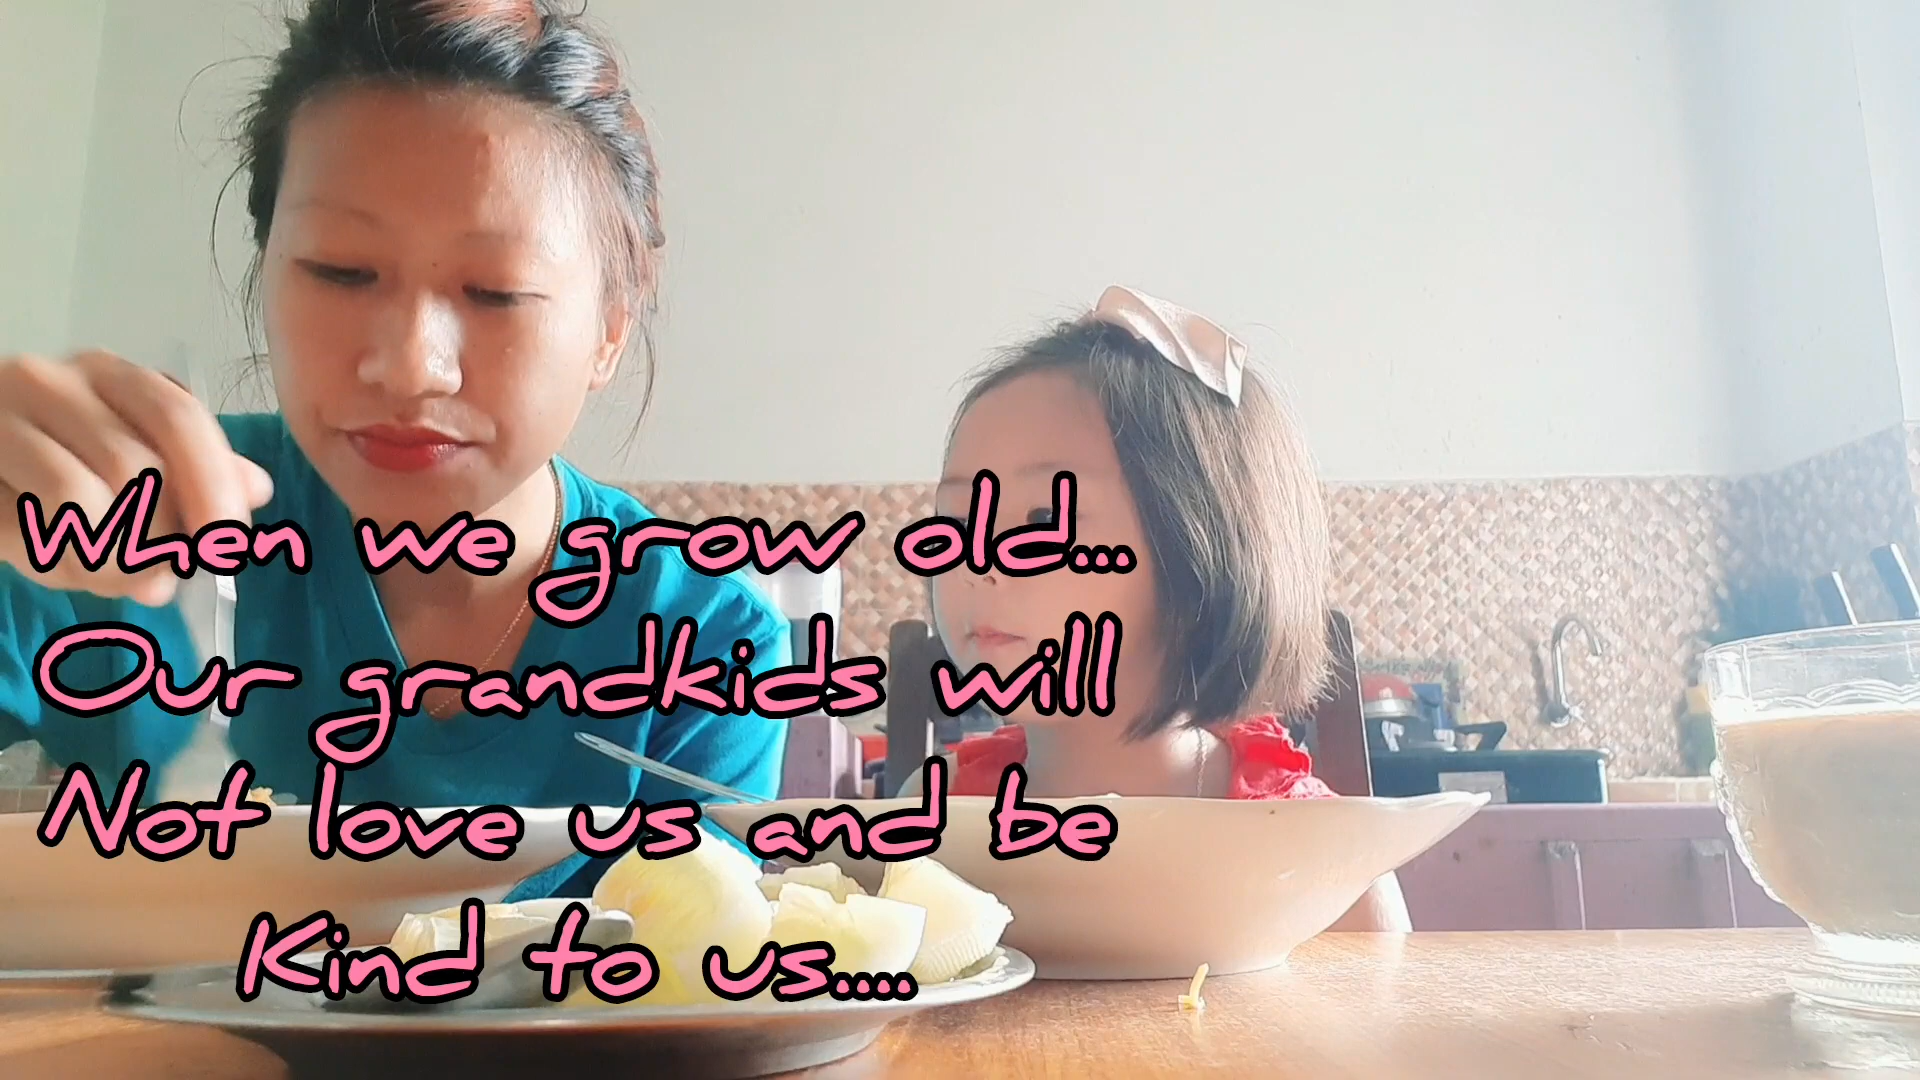 When we grow old...
Our grandkids will
Not love us and be
Kind to us....